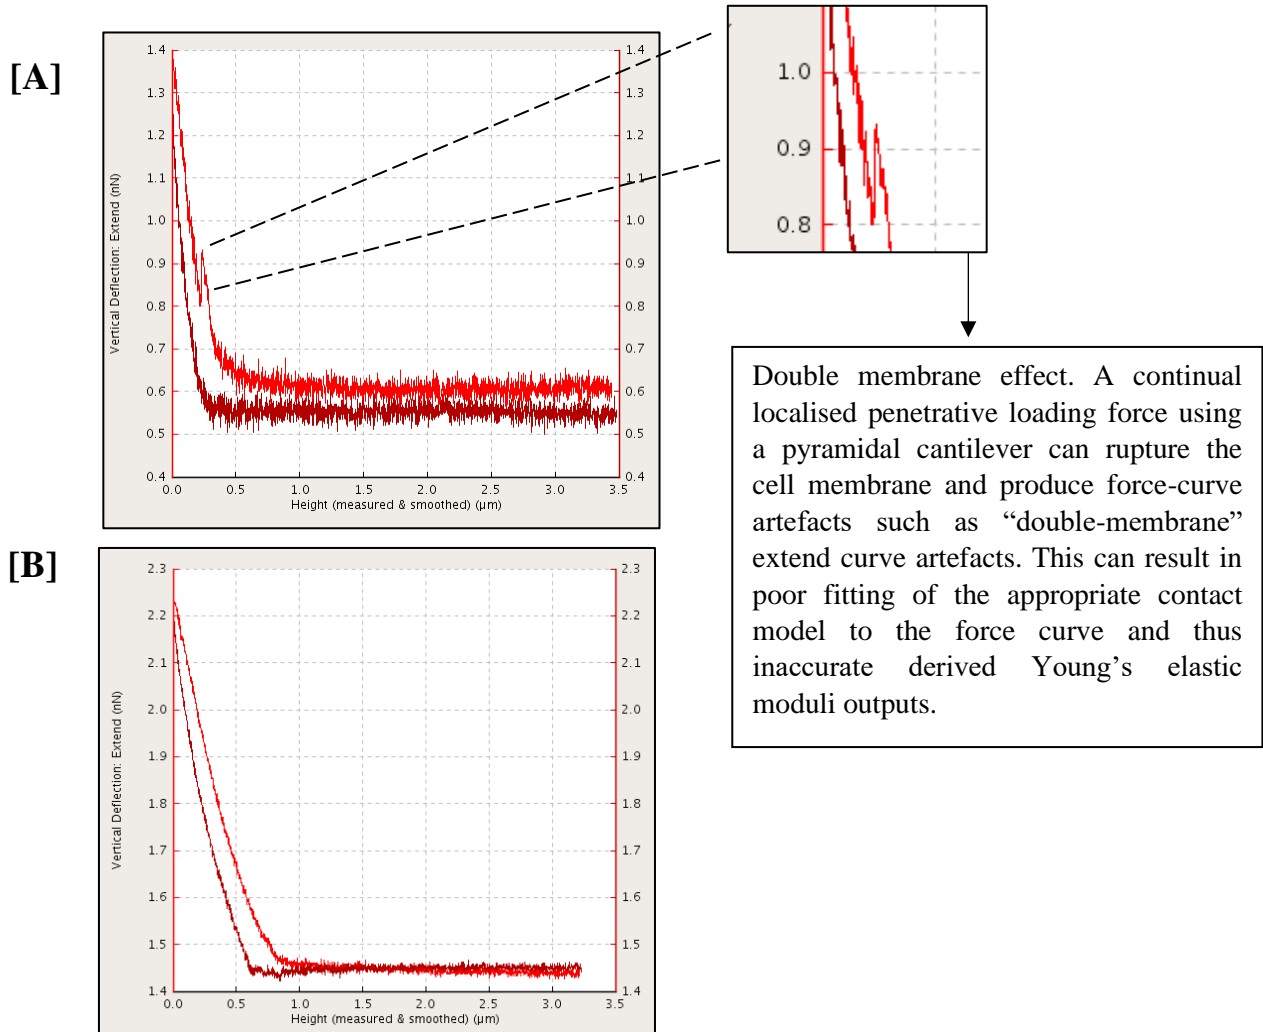 [A]
1.4
1.3
1.2
1.1
1.0
0.9
0.8
0.7
0.6
0.5
0.4
1.4
1.3
1.2
1.1
1.0
0.9
0.8
0.7
0.6
0.5
0.4
0.0 0.5 1.0 1.5 2.0 2.5 3.0 3.5
Vertical Deflection: Extend (nN)
Height (measured & smoothed) (µm)
1.0
0.9
0.8
Double membrane effect. A continual
localised penetrative loading force using
a pyramidal cantilever can rupture the
cell membrane and produce force-curve
artefacts such as “double-membrane”
extend curve artefacts. This can result in
poor fitting of the appropriate contact
model to the force curve and thus
inaccurate derived Young’s elastic
moduli outputs.
[B]
2.3
2.2
2.1
2.0
1.9
1.8
1.7
1.6
1.5
1.4
2.3
2.2
2.1
2.0
1.9
1.8
1.7
1.6
1.5
1.4
0.0 0.5 1.0 1.5 2.0 2.5 3.0 3.5
Vertical Deflection: Extend (nN)
Height (measured & smoothed) (µm)